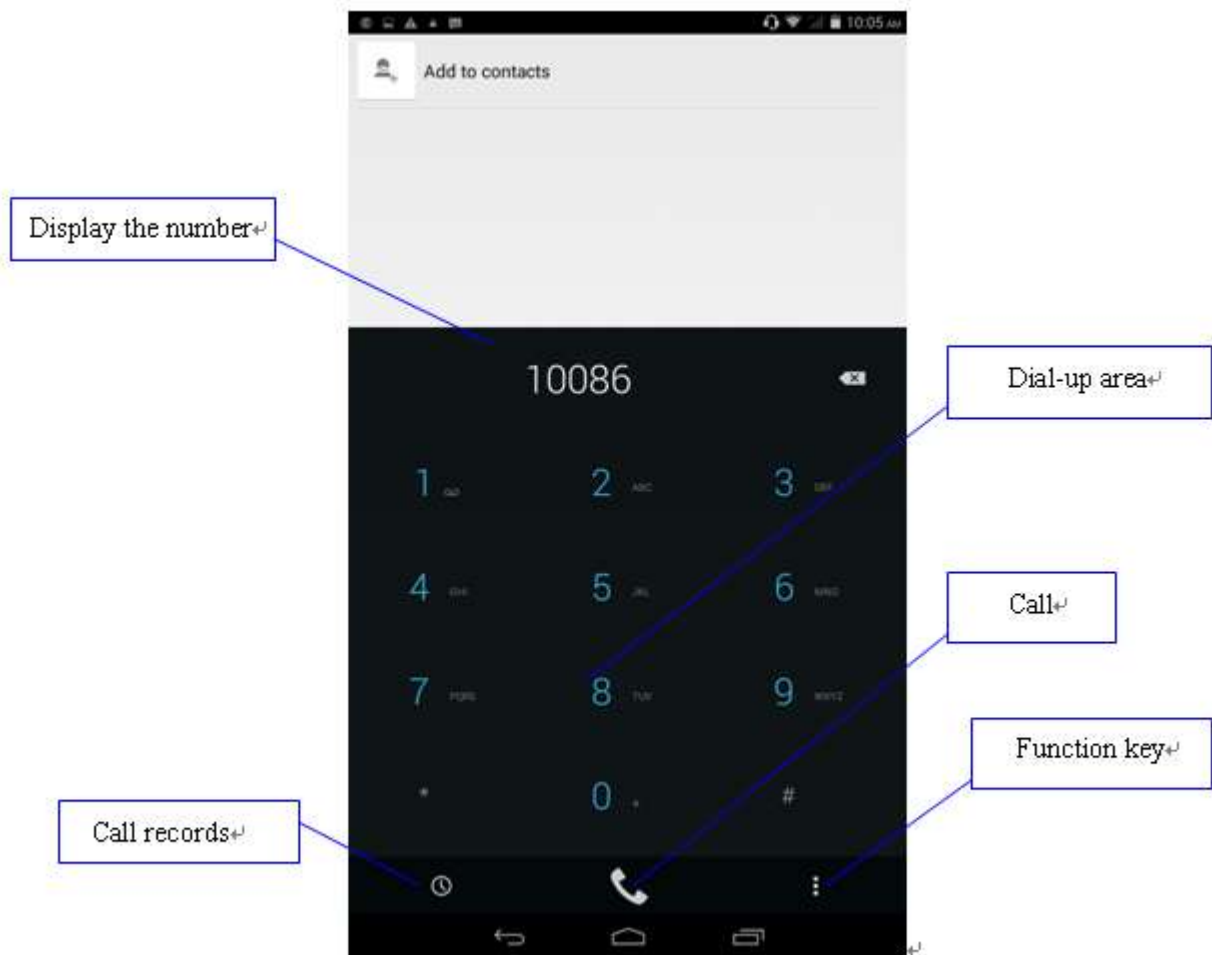 10:05 AM
Add to contacts
Display the number
10086
Dial-up area
1
2 ABC
3 DEF
4 GHI
5 JKL
6 MNO
Call
7 PQRS
8 TUV
9 WXYZ
Function key
*
0 +
#
Call records